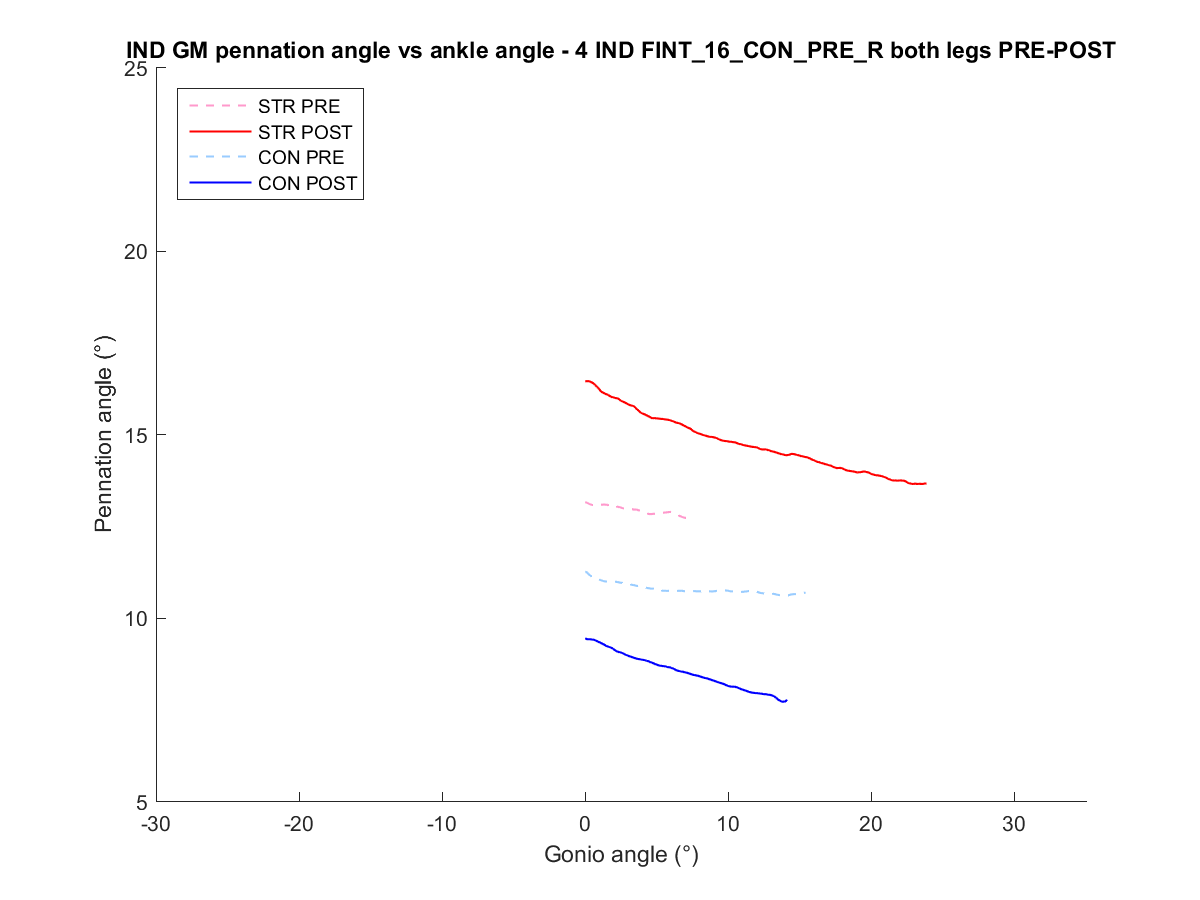 IND GM pennation angle vs ankle angle - 4 IND FINT_16_CON_PRE_R both legs PRE-POST
25
STR PRE
STR POST
CON PRE
CON POST
20
15
10
5
Pennation angle (°)
-30 -20 -10 0 10 20 30
Gonio angle (°)